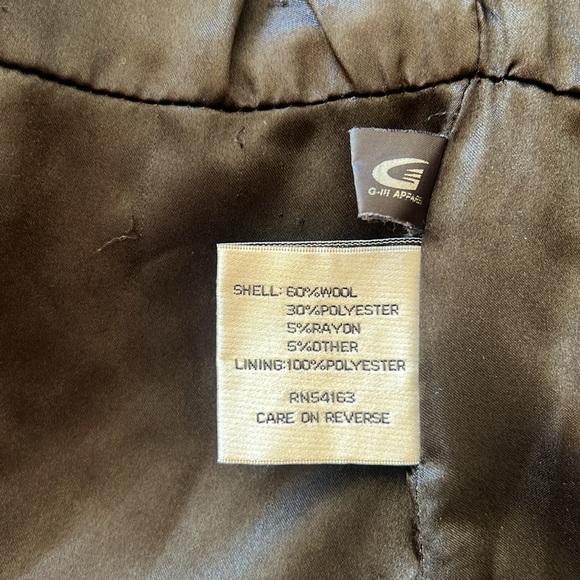 G-III APPAREL
SHELL: 60%WOOL
30%POLYESTER
5%RAYON
5%OTHER
LINING:100%POLYESTER
RN54163
CARE ON REVERSE